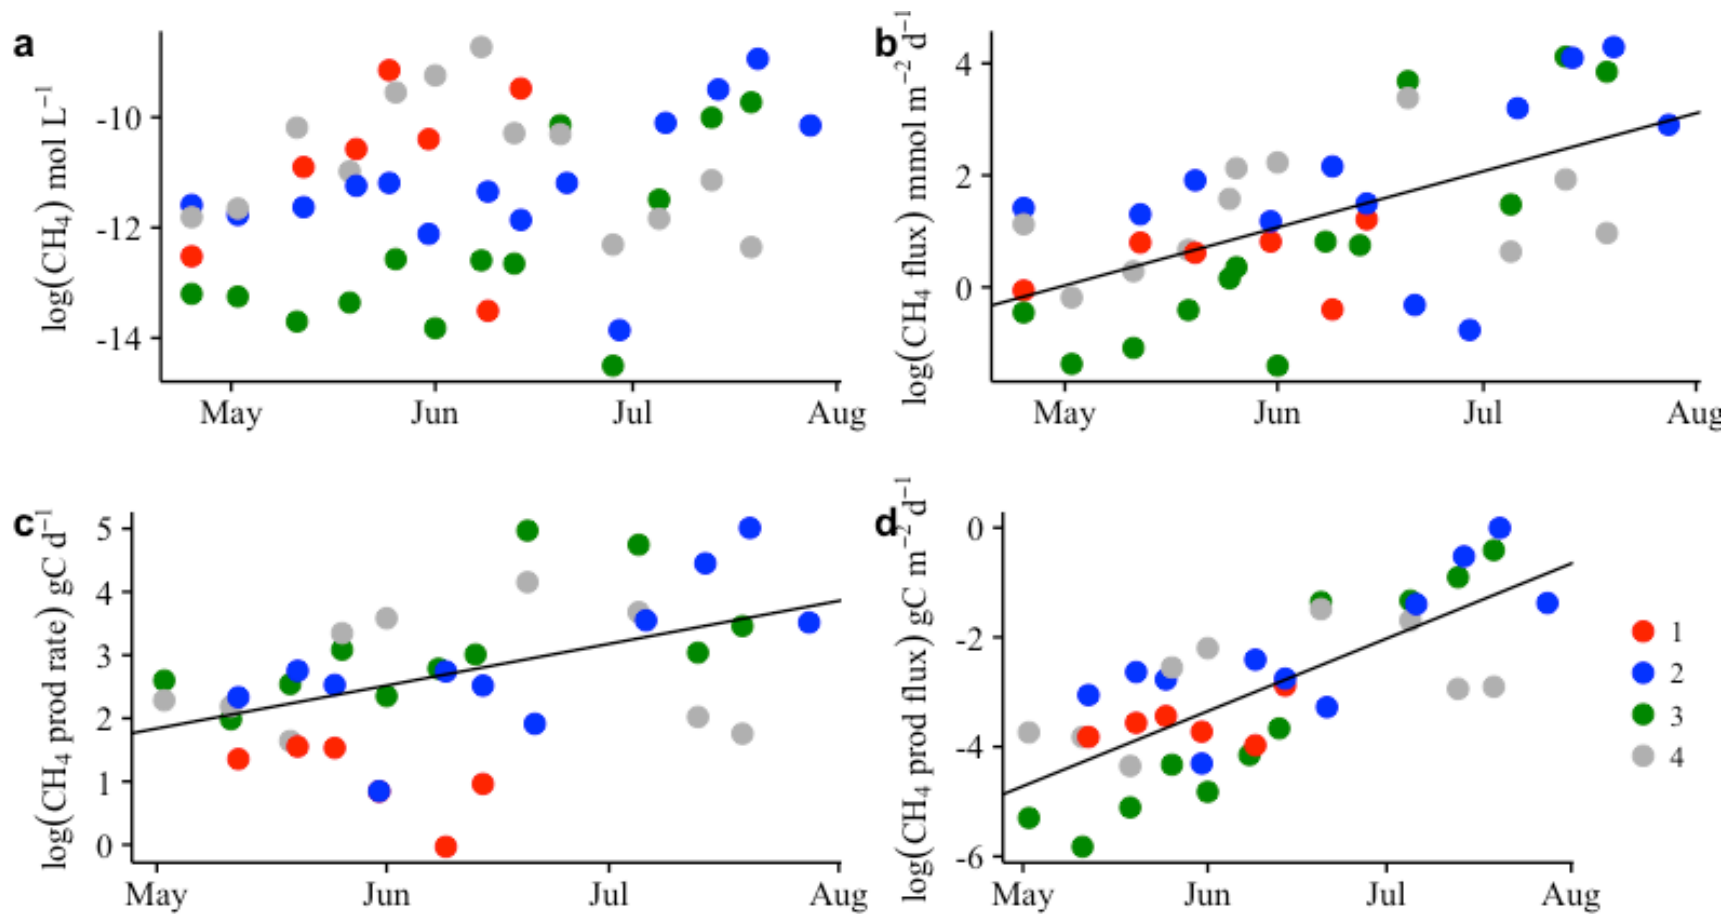 a
log(CH₄) mol L⁻¹
-10
-12
-14
May Jun Jul Aug
b
log(CH₄ flux) mmol m⁻² d⁻¹
4
2
0
May Jun Jul Aug
c
log(CH₄ prod rate) gC d⁻¹
5
4
3
2
1
0
May Jun Jul Aug
d
log(CH₄ prod flux) gC m⁻² d⁻¹
0
-2
-4
-6
May Jun Jul Aug
1
2
3
4